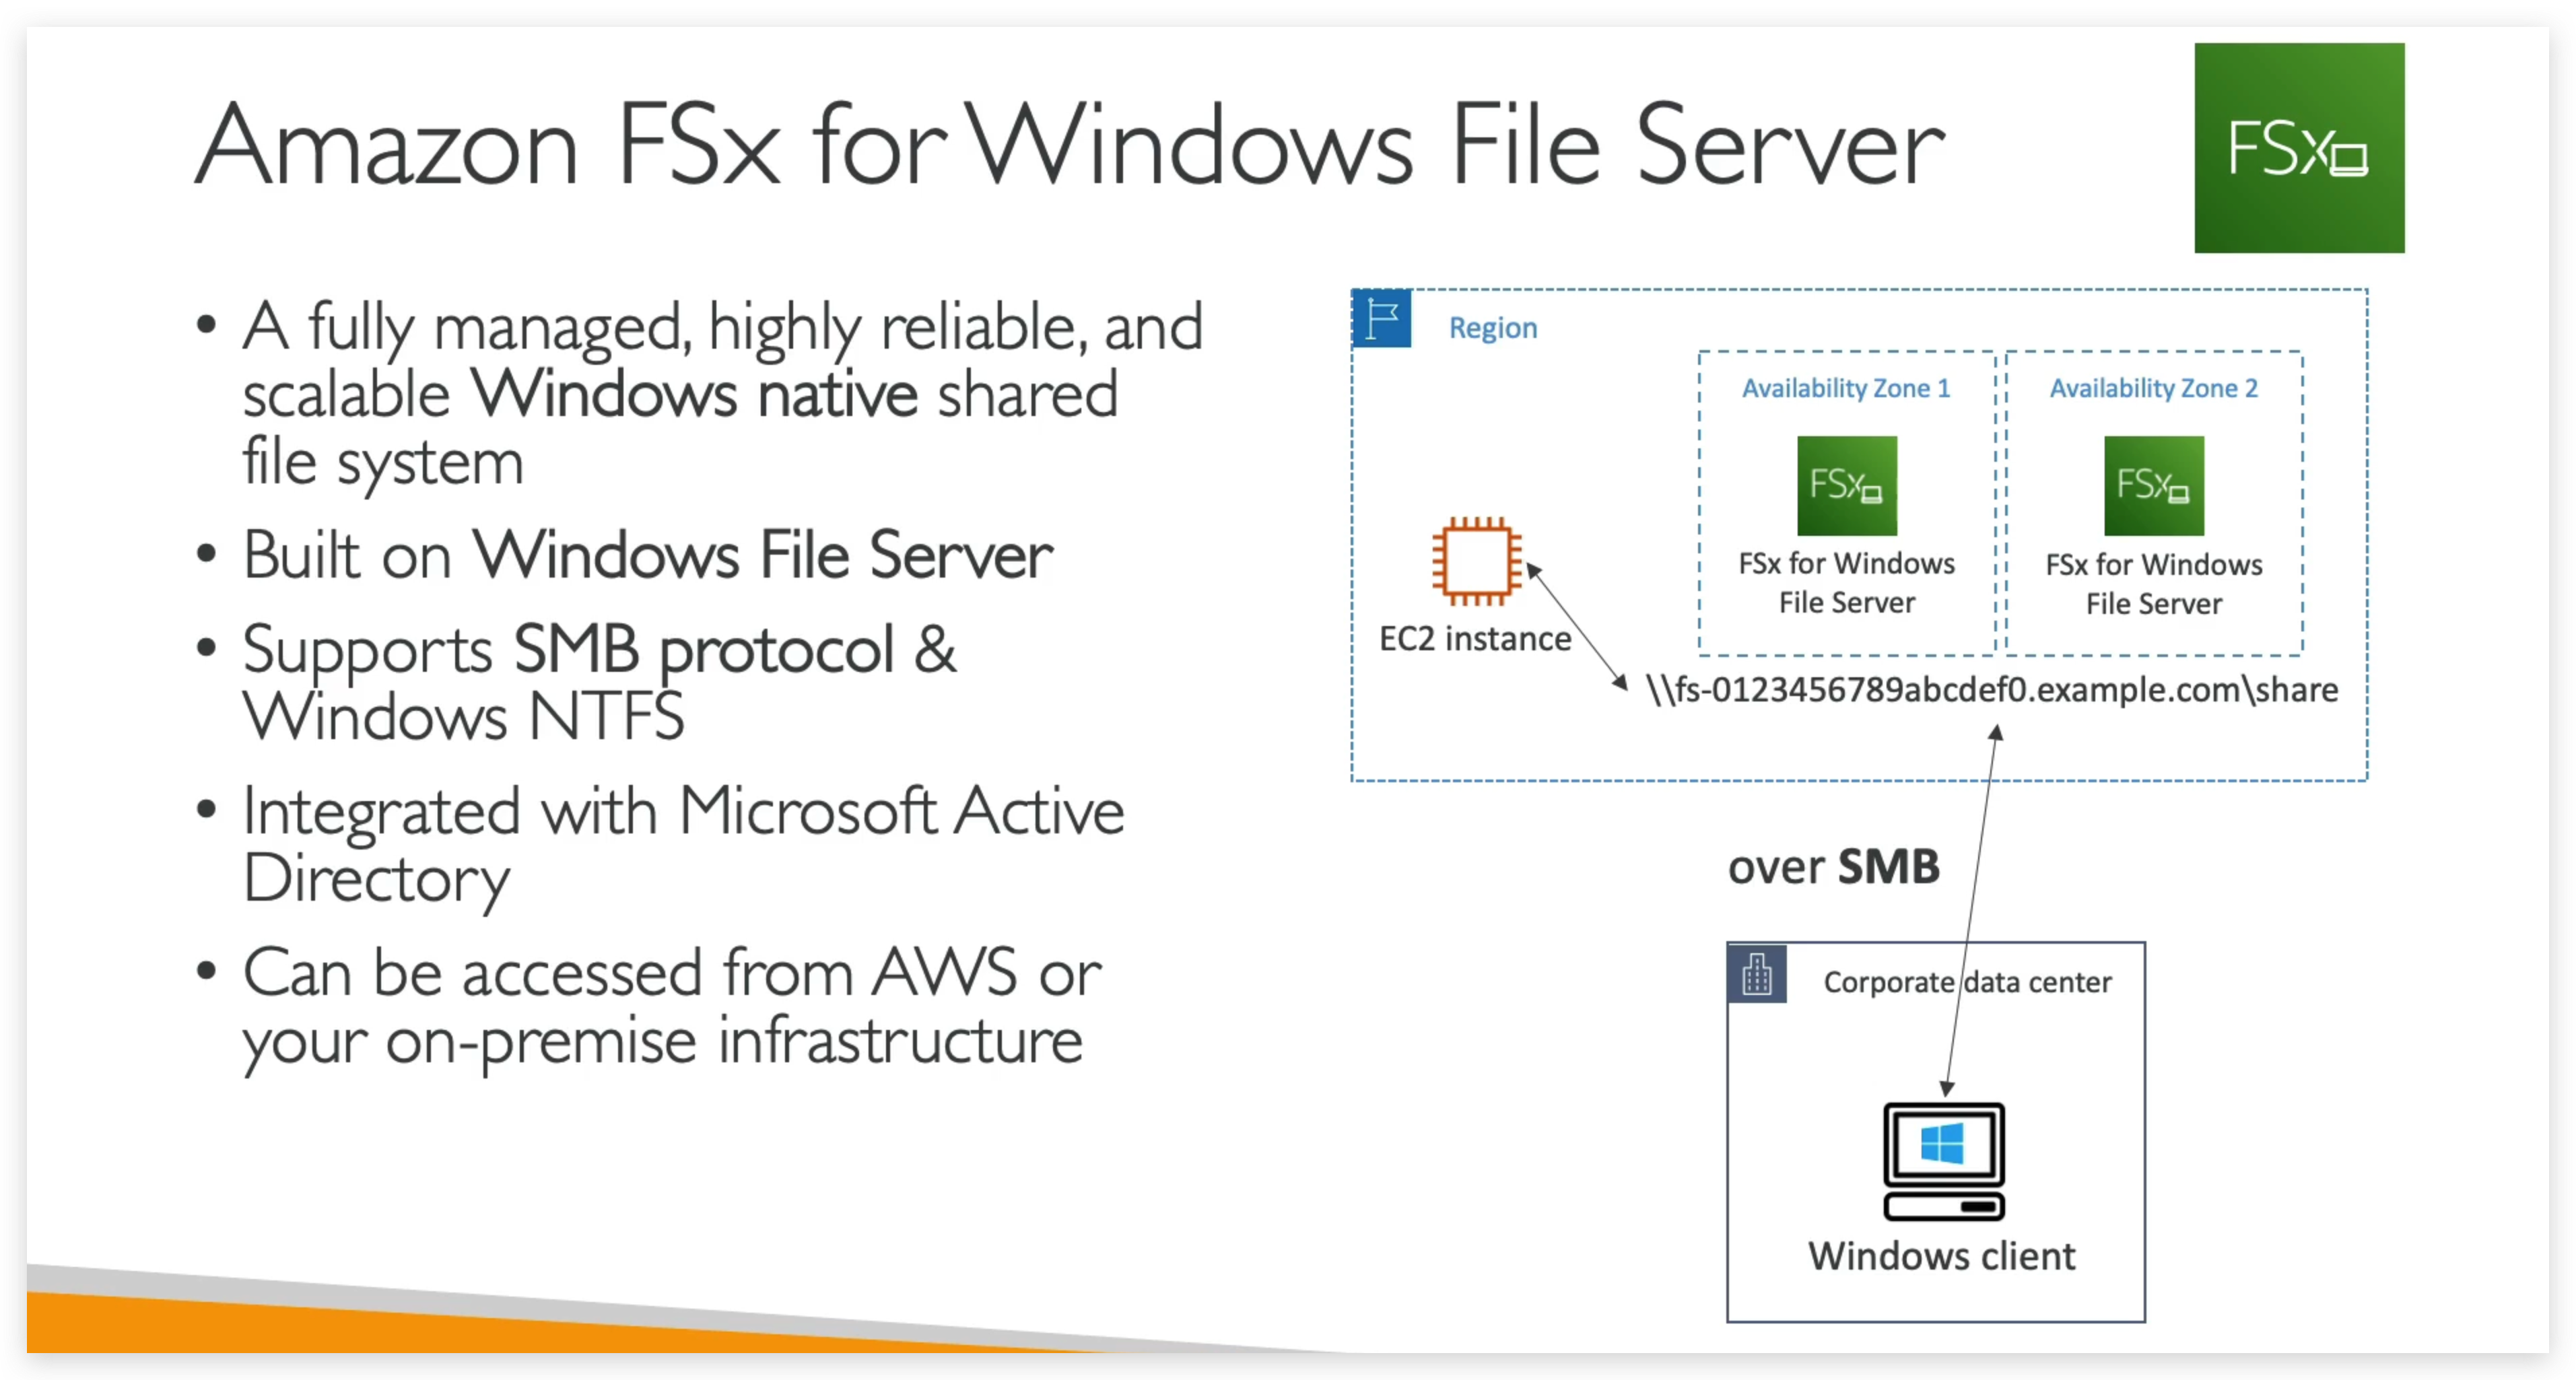 Amazon FSx for Windows File Server
FSx
• A fully managed, highly reliable, and
scalable Windows native shared
file system
• Built on Windows File Server
• Supports SMB protocol &
Windows NTFS
• Integrated with Microsoft Active
Directory
• Can be accessed from AWS or
your on-premise infrastructure
Region
Availability Zone 1
FSx
FSx for Windows
File Server
Availability Zone 2
FSx
FSx for Windows
File Server
EC2 instance
\\fs-0123456789abcdef0.example.com\share
over SMB
Corporate data center
Windows client